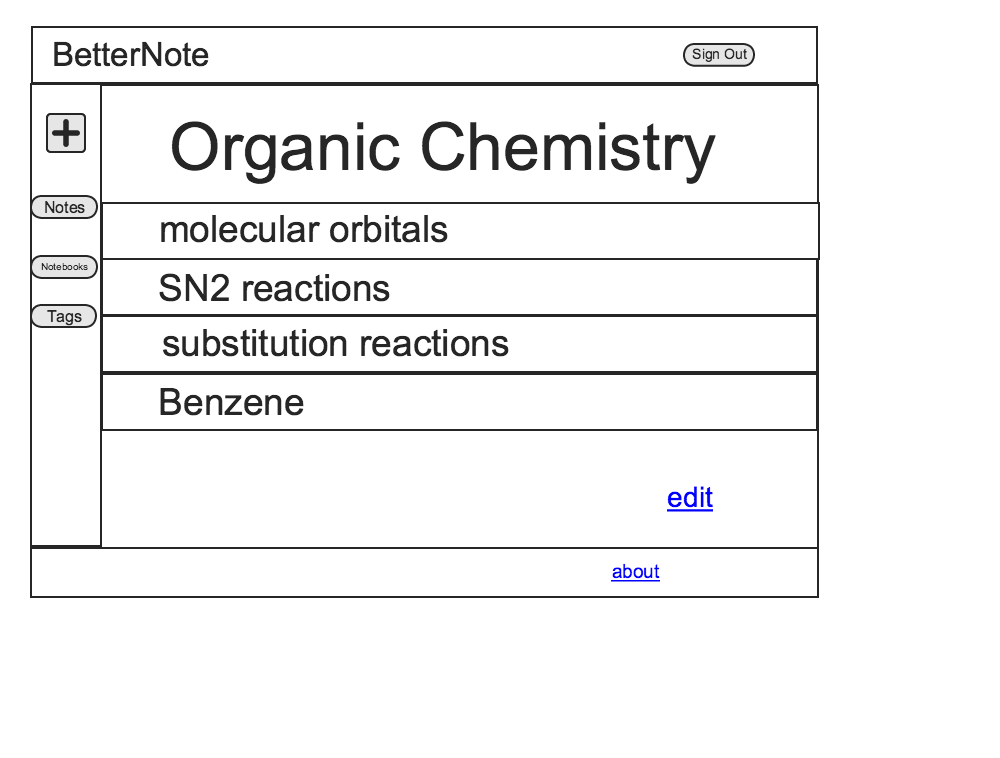 BetterNote
Sign Out
Organic Chemistry
Notes
molecular orbitals
Notebooks
SN2 reactions
Tags
substitution reactions
Benzene
edit
about